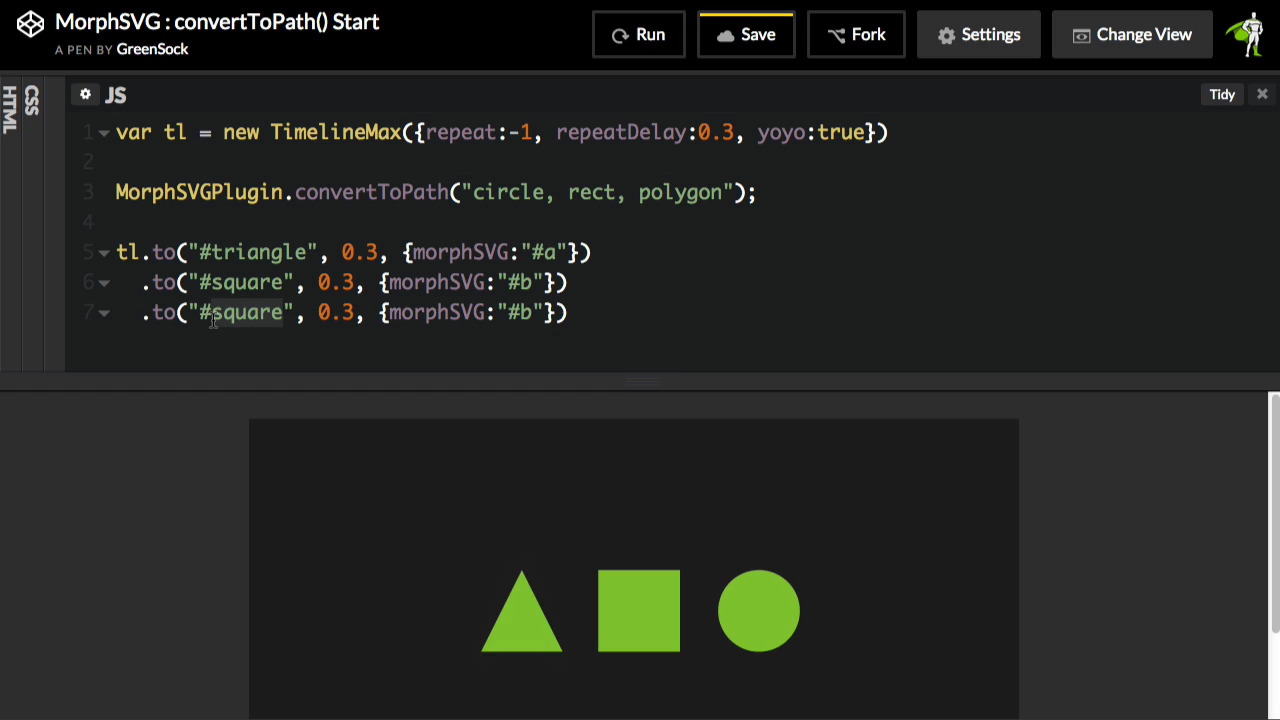 MorphSVG : convertToPath() Start
A PEN BY GreenSock
Run
Save
Fork
Settings
Change View
HTML
CSS
JS
Tidy
1 var tl = new TimelineMax({repeat:-1, repeatDelay:0.3, yoyo:true})
2
3 MorphSVGPlugin.convertToPath("circle, rect, polygon");
4
5 tl.to("#triangle", 0.3, {morphSVG:"#a"})
6 .to("#square", 0.3, {morphSVG:"#b"})
7 .to("#square", 0.3, {morphSVG:"#b"})